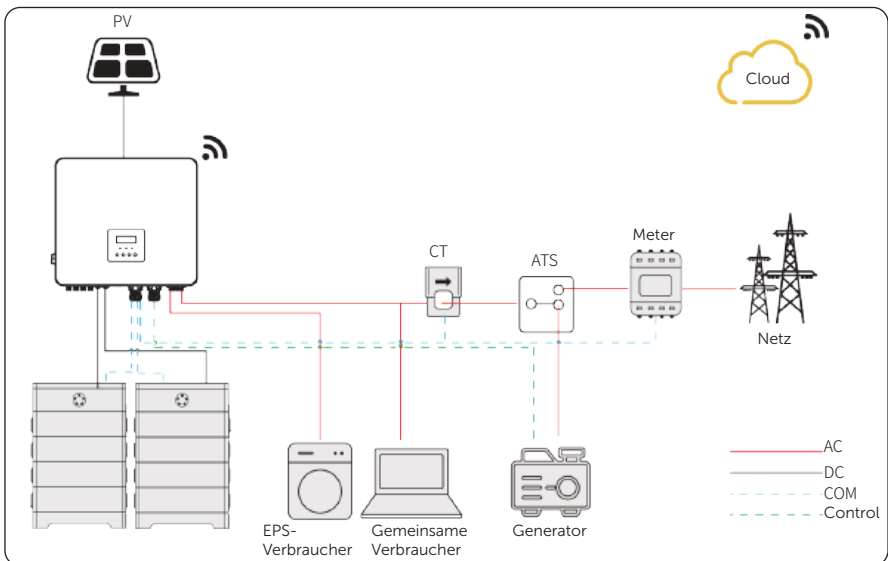 PV
Cloud
CT
ATS
Meter
Netz
EPS-
Verbraucher
Gemeinsame
Verbraucher
Generator
AC
DC
COM
Control